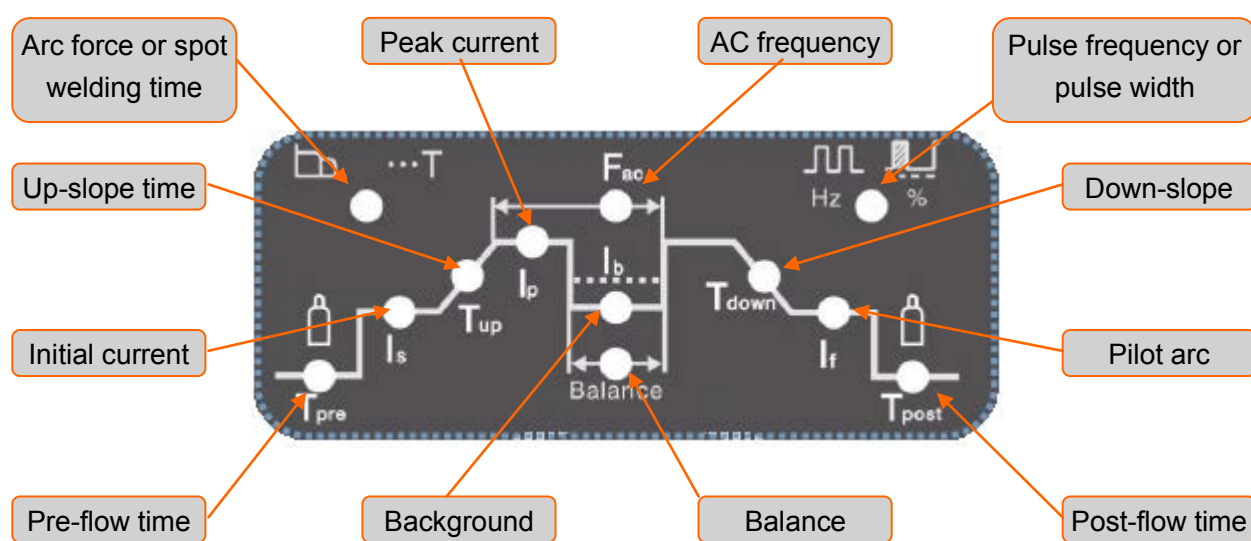 Arc force or spot
welding time
Peak current
AC frequency
Pulse frequency or
pulse width
···T
Fac
Hz
%
Up-slope time
Down-slope
Ip
Ib
Tup
Tdown
Initial current
Is
If
Pilot arc
Balance
Tpre
Tpost
Pre-flow time
Background
Balance
Post-flow time